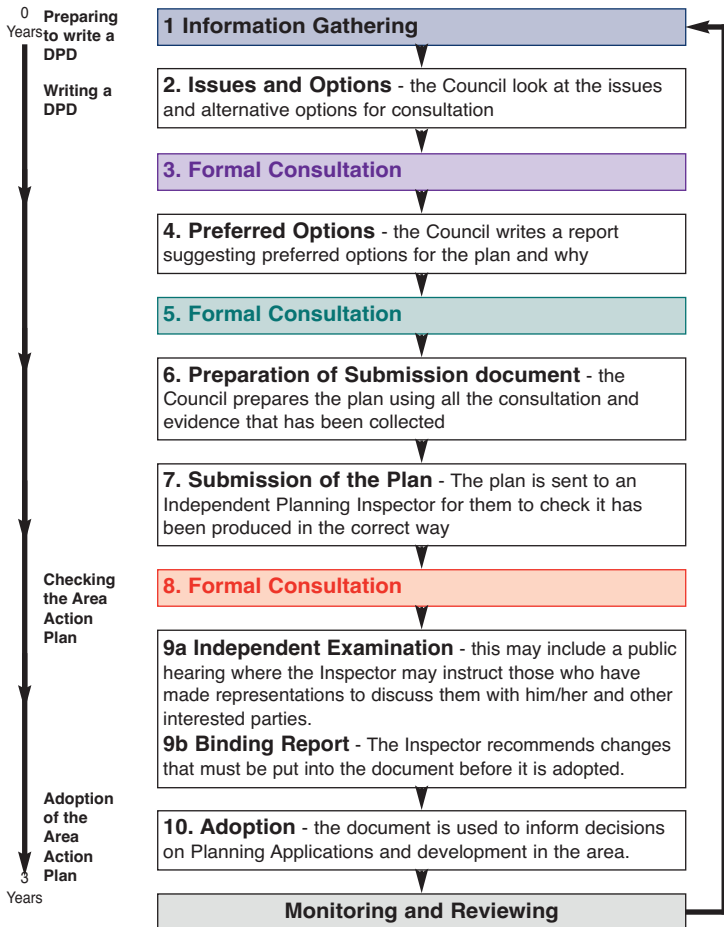 0
Years
Preparing
to write a
DPD
1 Information Gathering
Writing a
DPD
2. Issues and Options - the Council look at the issues
and alternative options for consultation
3. Formal Consultation
4. Preferred Options - the Council writes a report
suggesting preferred options for the plan and why
5. Formal Consultation
6. Preparation of Submission document - the
Council prepares the plan using all the consultation and
evidence that has been collected
7. Submission of the Plan - The plan is sent to an
Independent Planning Inspector for them to check it has
been produced in the correct way
Checking
the Area
Action
Plan
8. Formal Consultation
9a Independent Examination - this may include a public
hearing where the Inspector may instruct those who have
made representations to discuss them with him/her and other
interested parties.
9b Binding Report - The Inspector recommends changes
that must be put into the document before it is adopted.
Adoption
of the
Area
Action
Plan
10. Adoption - the document is used to inform decisions
on Planning Applications and development in the area.
3
Years
Monitoring and Reviewing